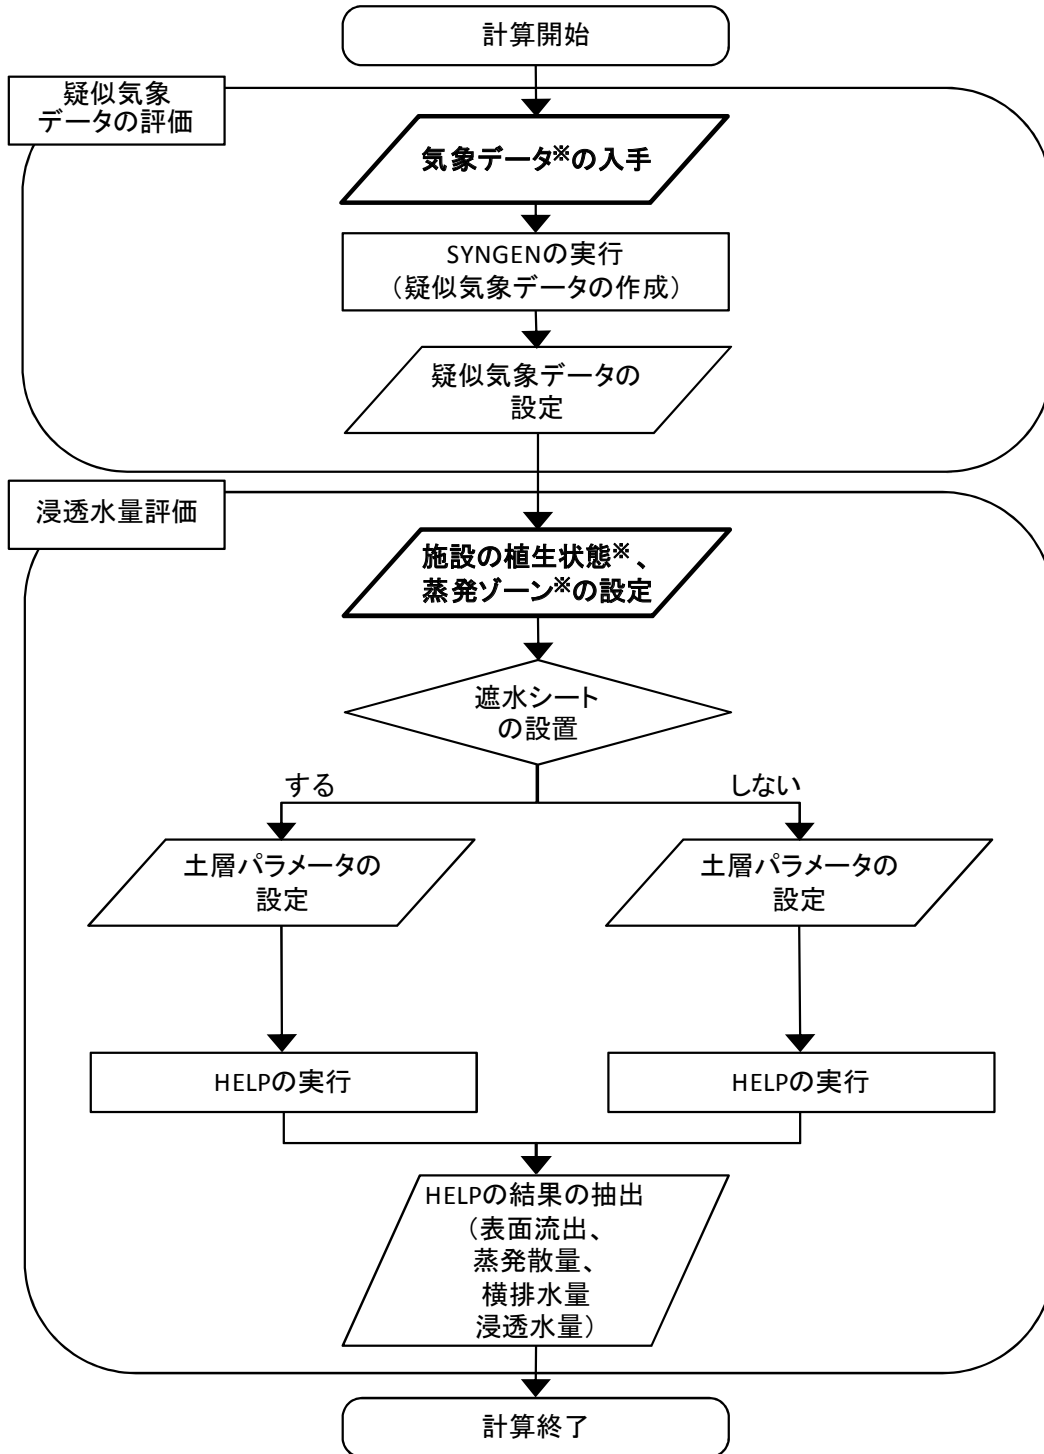 計算開始
疑似気象
データの評価
気象データ※の入手
SYNGENの実行
（疑似気象データの作成）
疑似気象データの
設定
浸透水量評価
施設の植生状態※、
蒸発ゾーン※の設定
遮水シート
の設置
する
しない
土層パラメータの
設定
土層パラメータの
設定
HELPの実行
HELPの実行
HELPの結果の抽出
（表面流出、
蒸発散量、
横排水量
浸透水量）
計算終了